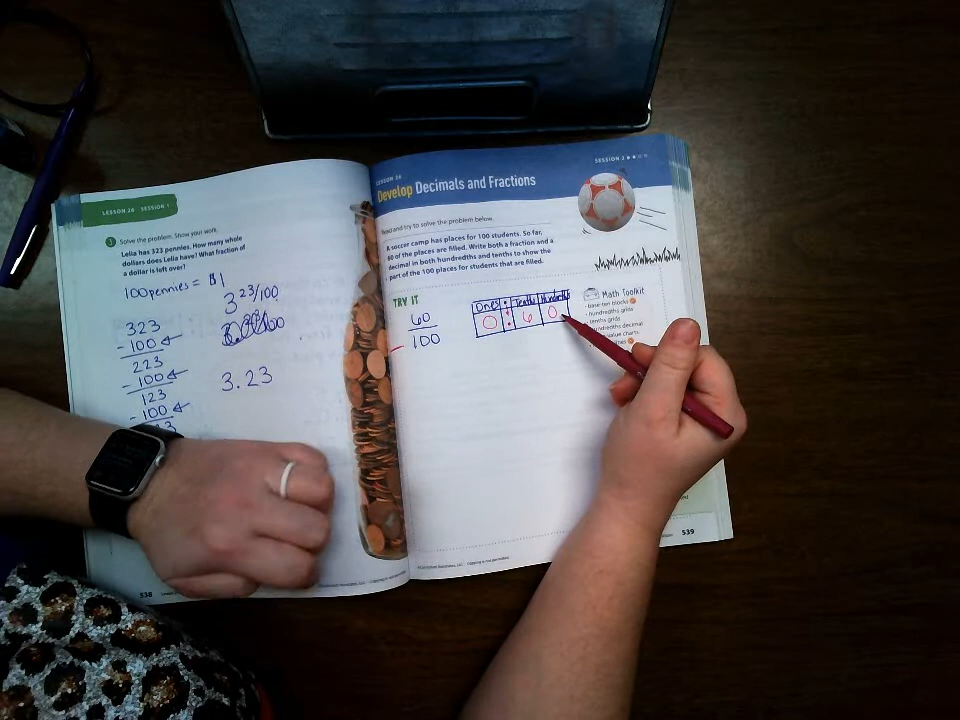 LESSON 26 SESSION 1
Solve the problem. Show your work.
Lelia has 323 pennies. How many whole
dollars does Lelia have? What fraction of
a dollar is left over?
100 pennies = $1
3 23/100
323
- 100
223
- 100
123
- 100
3.23
538
LESSON 26
SESSION 2
Develop Decimals and Fractions
Read and try to solve the problem below.
A soccer camp has places for 100 students. So far,
60 of the places are filled. Write both a fraction and a
decimal in both hundredths and tenths to show the
part of the 100 places for students that are filled.
TRY IT
60
100
Ones . Tenths Hundredths
0 . 6 0
Math Toolkit
• base-ten blocks
• hundredths grids
• tenths grids
hundredths decimal
value charts
539